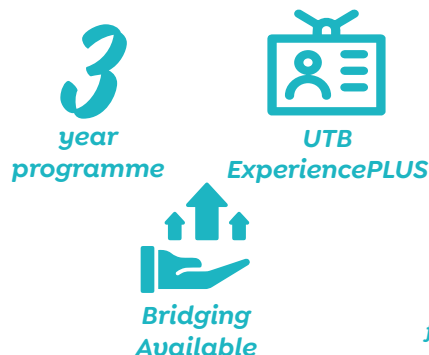 3
year
programme
UTB
ExperiencePLUS
Bridging
Available